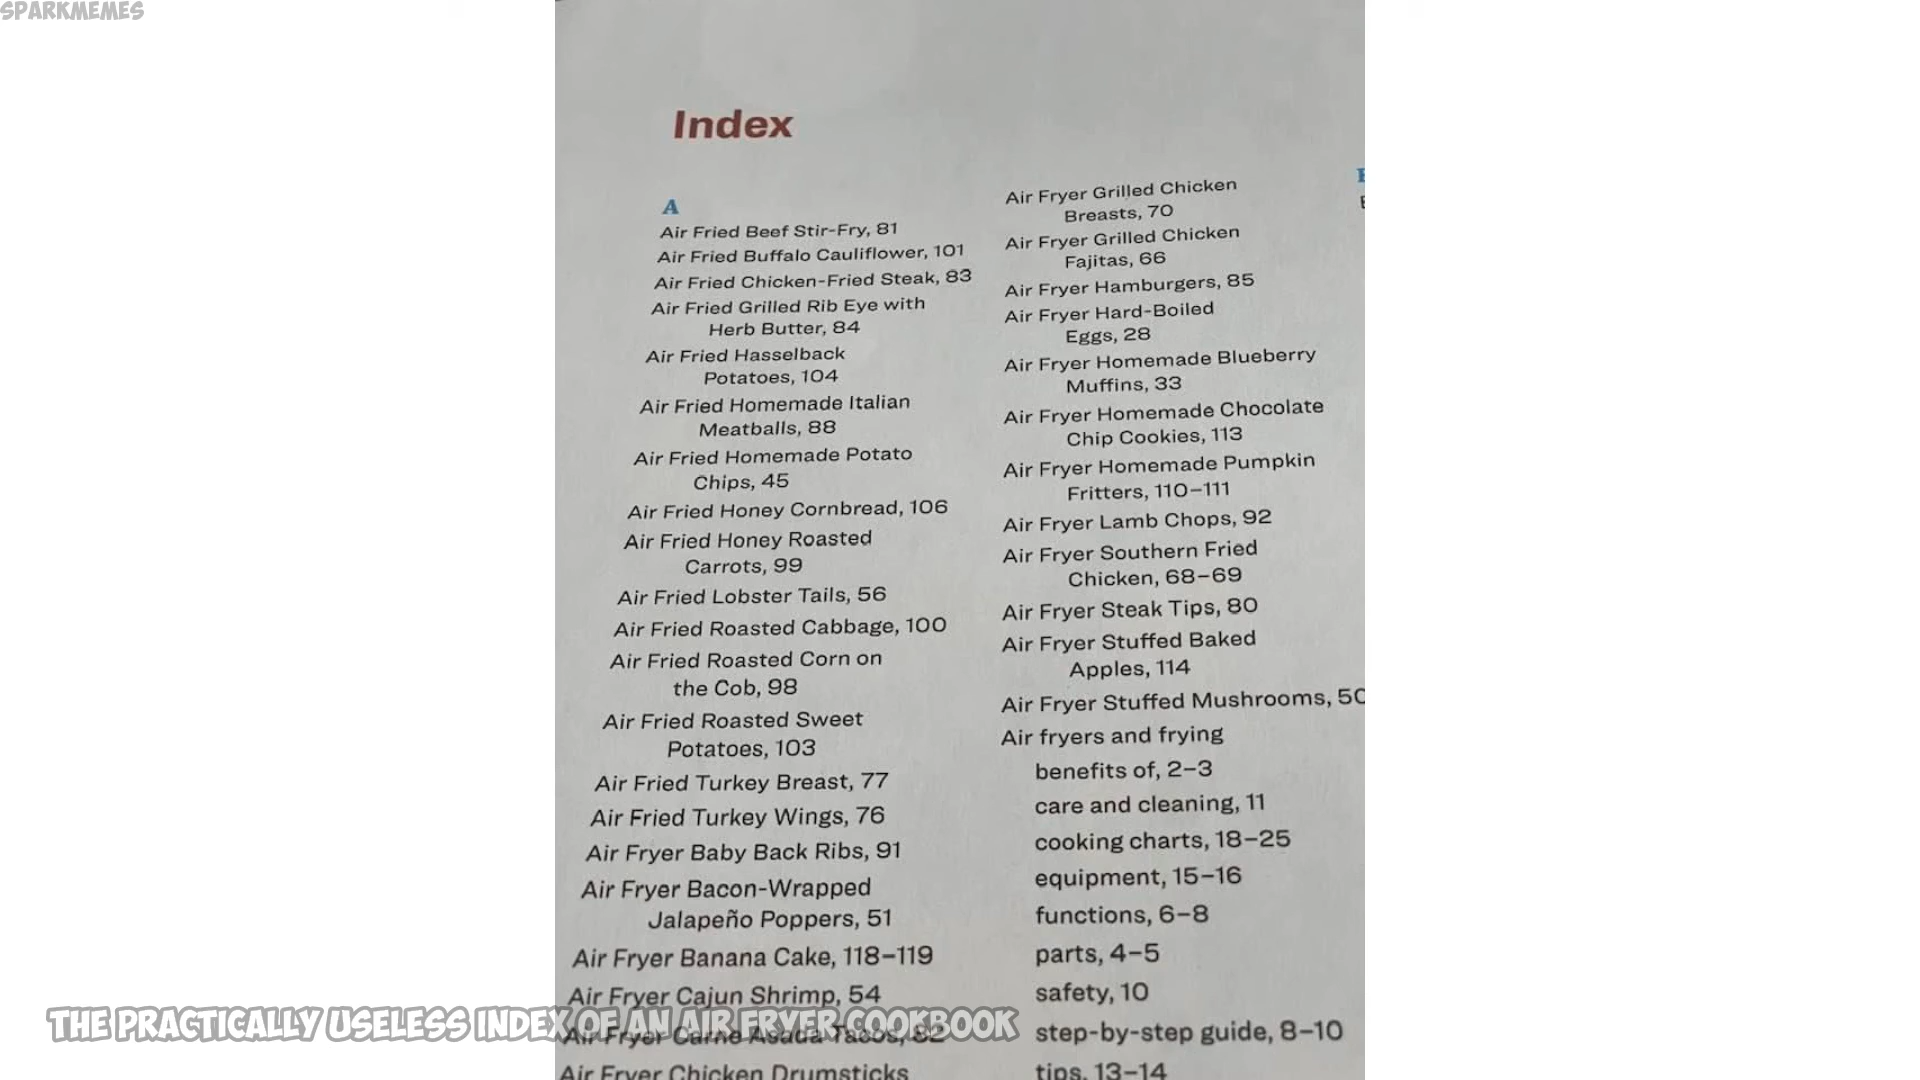 SPARKMEMES
Index
A
Air Fried Beef Stir-Fry, 81
Air Fried Buffalo Cauliflower, 101
Air Fried Chicken-Fried Steak, 83
Air Fried Grilled Rib Eye with
Herb Butter, 84
Air Fried Hasselback
Potatoes, 104
Air Fried Homemade Italian
Meatballs, 88
Air Fried Homemade Potato
Chips, 45
Air Fried Honey Cornbread, 106
Air Fried Honey Roasted
Carrots, 99
Air Fried Lobster Tails, 56
Air Fried Roasted Cabbage, 100
Air Fried Roasted Corn on
the Cob, 98
Air Fried Roasted Sweet
Potatoes, 103
Air Fried Turkey Breast, 77
Air Fried Turkey Wings, 76
Air Fryer Baby Back Ribs, 91
Air Fryer Bacon-Wrapped
Jalapeño Poppers, 51
Air Fryer Banana Cake, 118–119
Air Fryer Cajun Shrimp, 54
Air Fryer Carne Asada Tacos, 82
Air Fryer Chicken Drumsticks
Air Fryer Grilled Chicken
Breasts, 70
Air Fryer Grilled Chicken
Fajitas, 66
Air Fryer Hamburgers, 85
Air Fryer Hard-Boiled
Eggs, 28
Air Fryer Homemade Blueberry
Muffins, 33
Air Fryer Homemade Chocolate
Chip Cookies, 113
Air Fryer Homemade Pumpkin
Fritters, 110–111
Air Fryer Lamb Chops, 92
Air Fryer Southern Fried
Chicken, 68–69
Air Fryer Steak Tips, 80
Air Fryer Stuffed Baked
Apples, 114
Air Fryer Stuffed Mushrooms, 50
Air fryers and frying
benefits of, 2–3
care and cleaning, 11
cooking charts, 18–25
equipment, 15–16
functions, 6–8
parts, 4–5
safety, 10
step-by-step guide, 8–10
tips, 13–14
THE PRACTICALLY USELESS INDEX OF AN AIR FRYER COOKBOOK